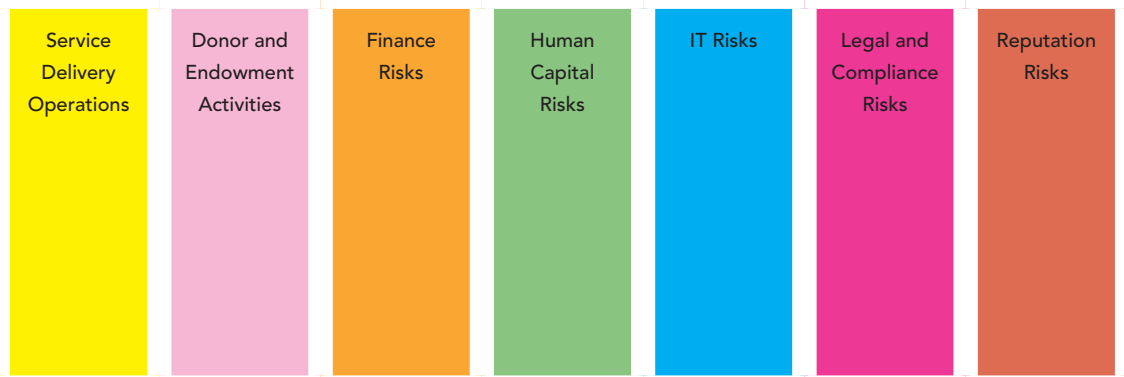 Service
Delivery
Operations
Donor and
Endowment
Activities
Finance
Risks
Human
Capital
Risks
IT Risks
Legal and
Compliance
Risks
Reputation
Risks